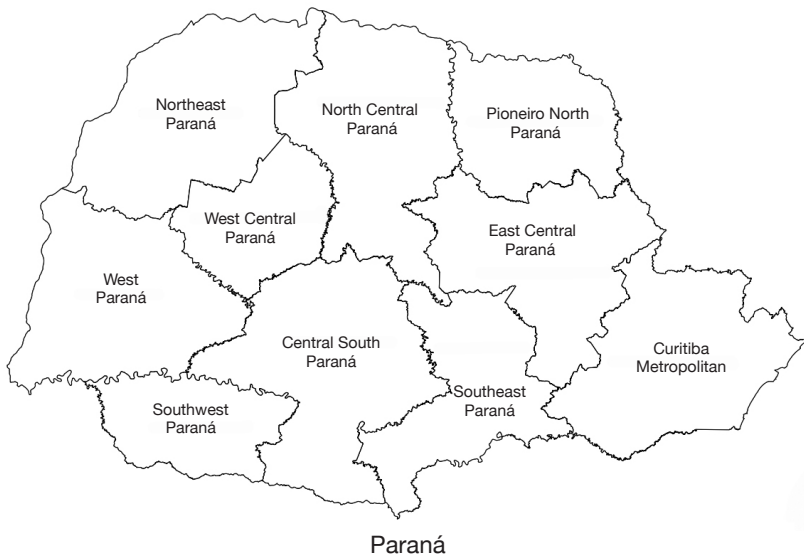 Northeast
Paraná
North Central
Paraná
Pioneiro North
Paraná
West Central
Paraná
East Central
Paraná
West
Paraná
Central South
Paraná
Curitiba
Metropolitan
Southeast
Paraná
Southwest
Paraná
Paraná